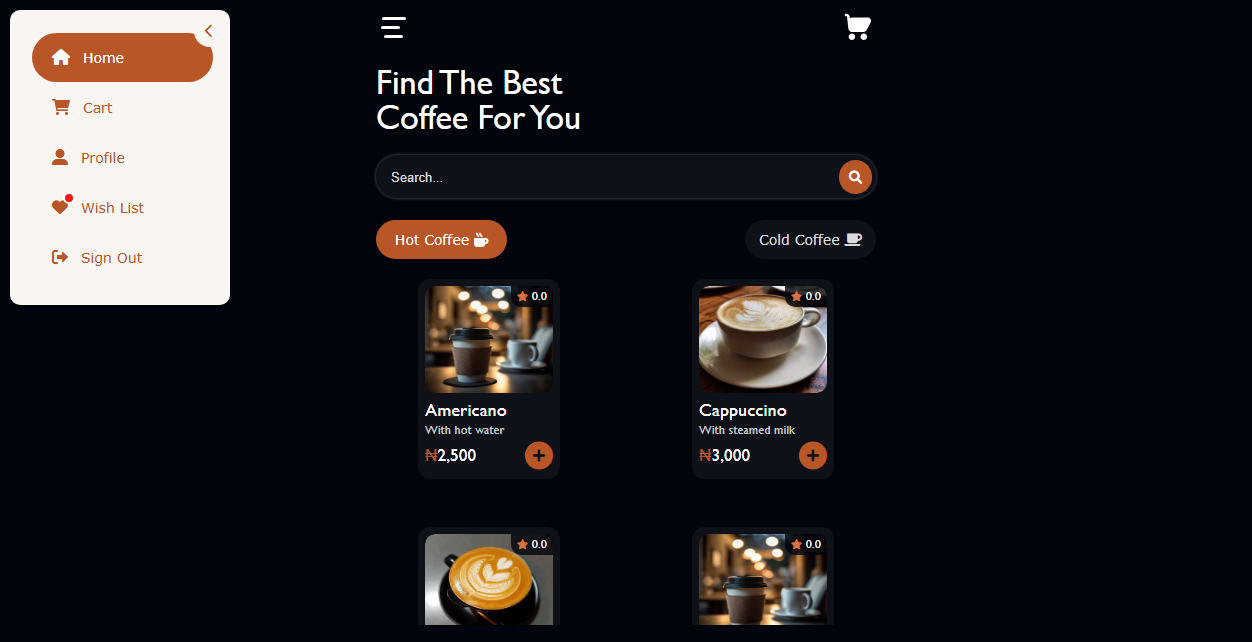 Home
Cart
Profile
Wish List
Sign Out
Find The Best
Coffee For You
Search...
Hot Coffee
Cold Coffee
0.0
Americano
With hot water
₦2,500
0.0
Cappuccino
With steamed milk
₦3,000
0.0
0.0